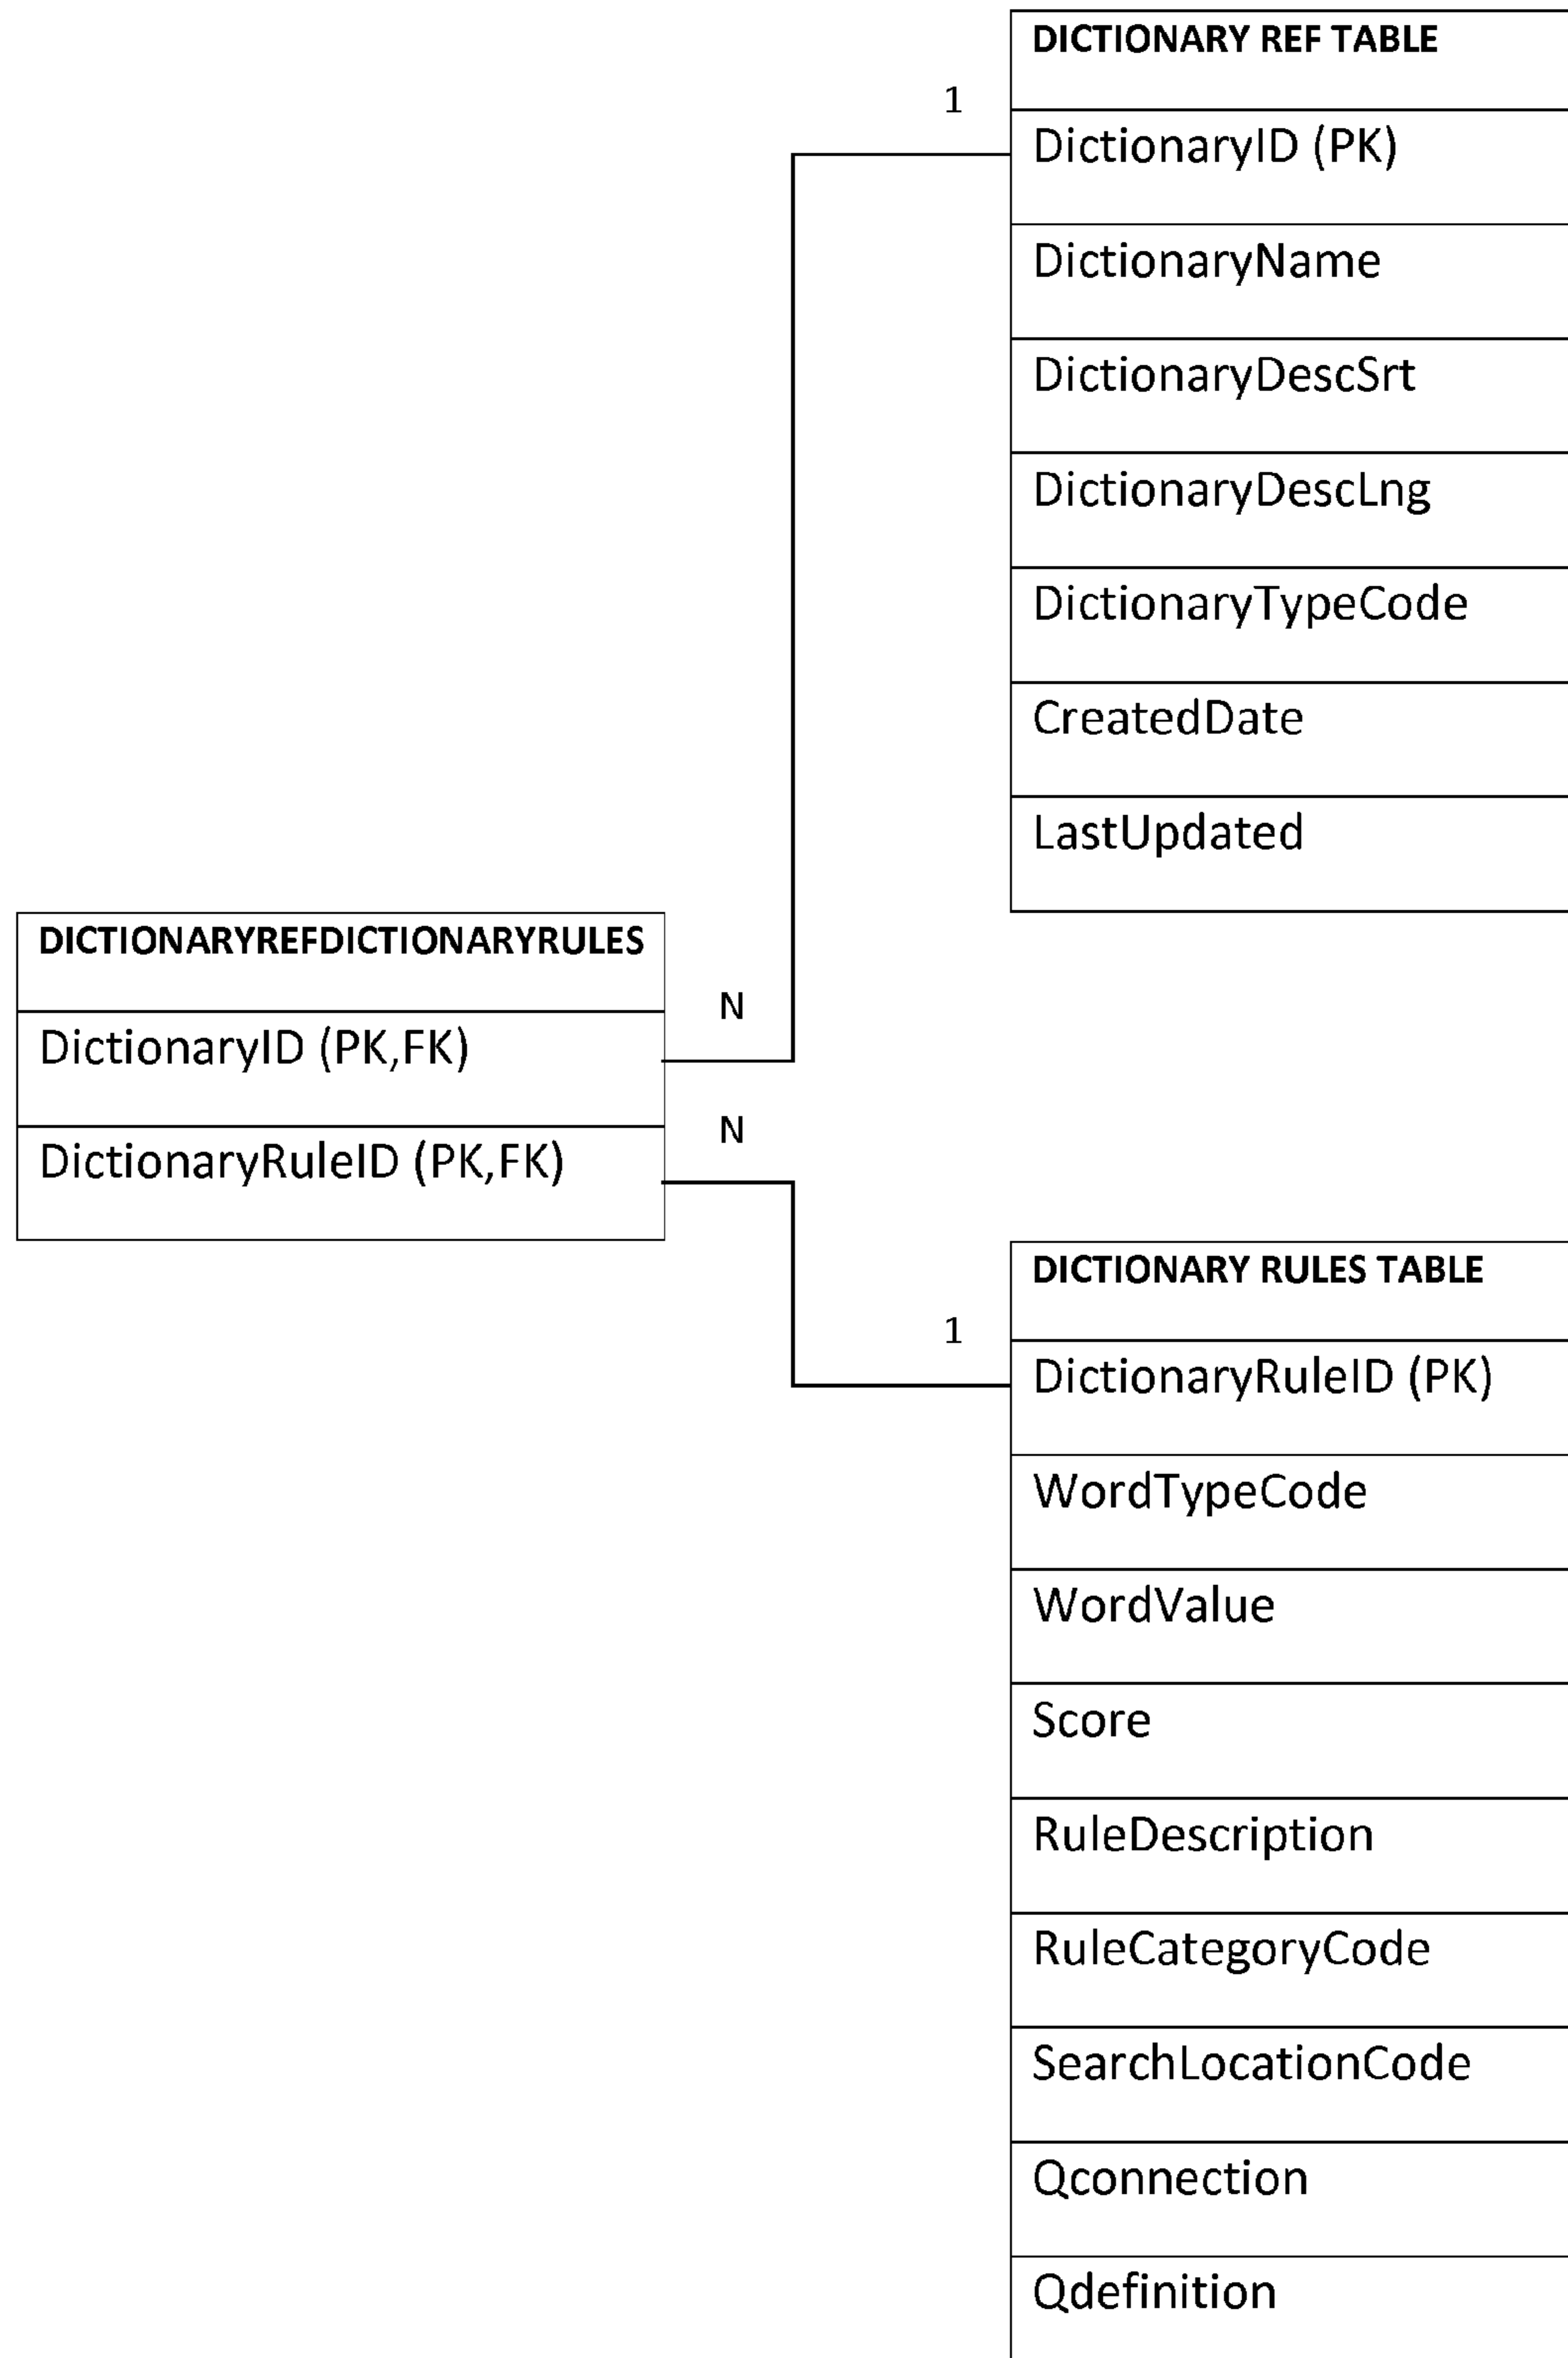 DICTIONARY REF TABLE
1
DictionaryID (PK)
DictionaryName
DictionaryDescSrt
DictionaryDescLng
DictionaryTypeCode
CreatedDate
LastUpdated
DICTIONARYREFDICTIONARYRULES
N
DictionaryID (PK,FK)
N
DictionaryRuleID (PK,FK)
DICTIONARY RULES TABLE
1
DictionaryRuleID (PK)
WordTypeCode
WordValue
Score
RuleDescription
RuleCategoryCode
SearchLocationCode
Qconnection
Qdefinition